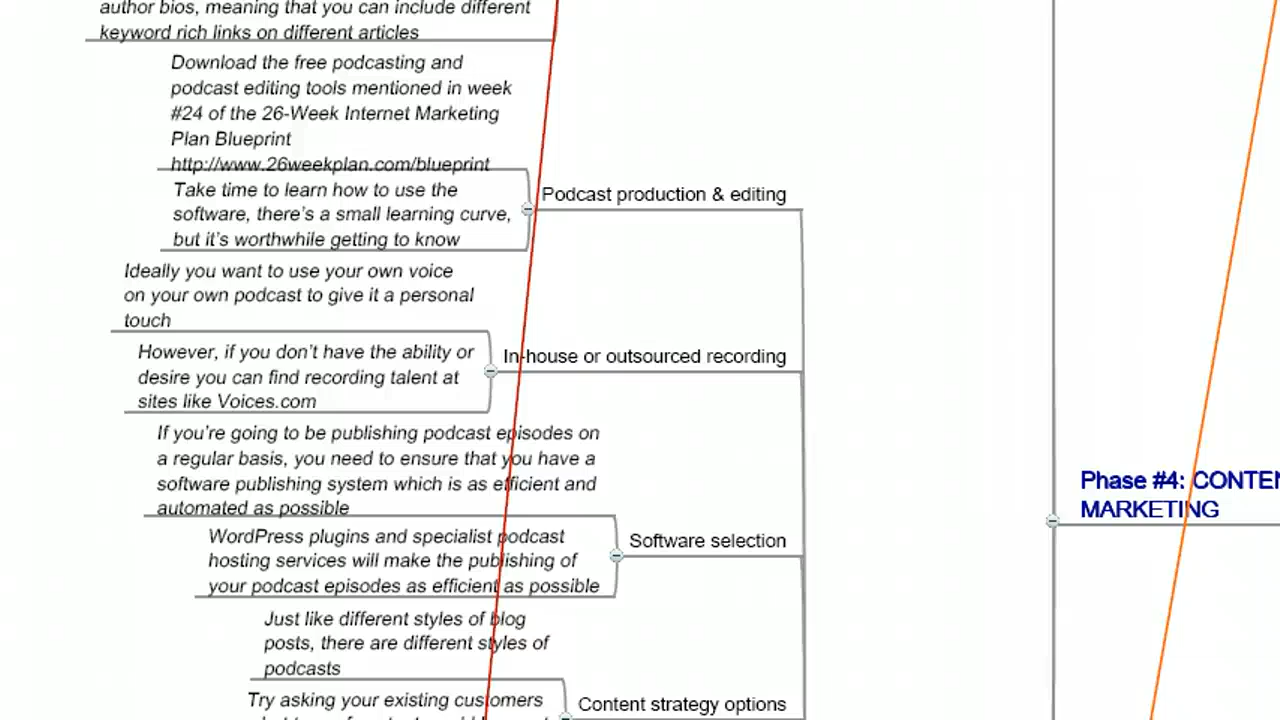 author bios, meaning that you can include different
keyword rich links on different articles
Download the free podcasting and
podcast editing tools mentioned in week
#24 of the 26-Week Internet Marketing
Plan Blueprint
http://www.26weekplan.com/blueprint
Take time to learn how to use the
software, there's a small learning curve,
but it's worthwhile getting to know
Podcast production & editing
Ideally you want to use your own voice
on your own podcast to give it a personal
touch
However, if you don't have the ability or
desire you can find recording talent at
sites like Voices.com
In-house or outsourced recording
If you're going to be publishing podcast episodes on
a regular basis, you need to ensure that you have a
software publishing system which is as efficient and
automated as possible
WordPress plugins and specialist podcast
hosting services will make the publishing of
your podcast episodes as efficient as possible
Software selection
Just like different styles of blog
posts, there are different styles of
podcasts
Try asking your existing customers
Content strategy options
Phase #4: CONTEN
MARKETING